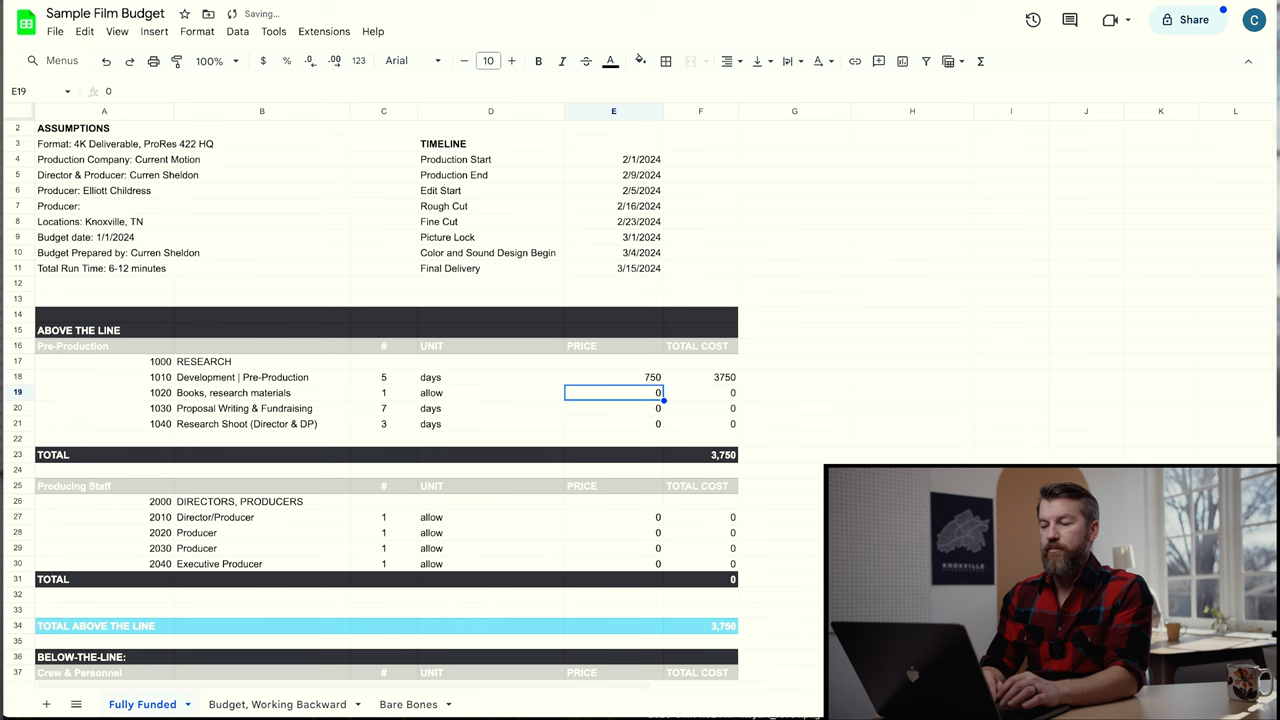 Sample Film Budget Saving...
File Edit View Insert Format Data Tools Extensions Help
Share C
Menus 100% $ % .0 .00 123 Arial 10 B I S A
E19 fx 0
A B C D E F G H I J K L
2 ASSUMPTIONS
3 Format: 4K Deliverable, ProRes 422 HQ TIMELINE
4 Production Company: Current Motion Production Start 2/1/2024
5 Director & Producer: Curren Sheldon Production End 2/9/2024
6 Producer: Elliott Childress Edit Start 2/5/2024
7 Producer: Rough Cut 2/16/2024
8 Locations: Knoxville, TN Fine Cut 2/23/2024
9 Budget date: 1/1/2024 Picture Lock 3/1/2024
10 Budget Prepared by: Curren Sheldon Color and Sound Design Begin 3/4/2024
11 Total Run Time: 6-12 minutes Final Delivery 3/15/2024
12
13
14
15 ABOVE THE LINE
16 Pre-Production # UNIT PRICE TOTAL COST
17 1000 RESEARCH
18 1010 Development | Pre-Production 5 days 750 3750
19 1020 Books, research materials 1 allow 0 0
20 1030 Proposal Writing & Fundraising 7 days 0 0
21 1040 Research Shoot (Director & DP) 3 days 0 0
22
23 TOTAL 3,750
24
25 Producing Staff # UNIT PRICE TOTAL COST
26 2000 DIRECTORS, PRODUCERS
27 2010 Director/Producer 1 allow 0 0
28 2020 Producer 1 allow 0 0
29 2030 Producer 1 allow 0 0
30 2040 Executive Producer 1 allow 0 0
31 TOTAL 0
32
33
34 TOTAL ABOVE THE LINE 3,750
35
36 BELOW-THE-LINE:
37 Crew & Personnel # UNIT PRICE TOTAL COST
Fully Funded Budget, Working Backward Bare Bones
KNOXVILLE